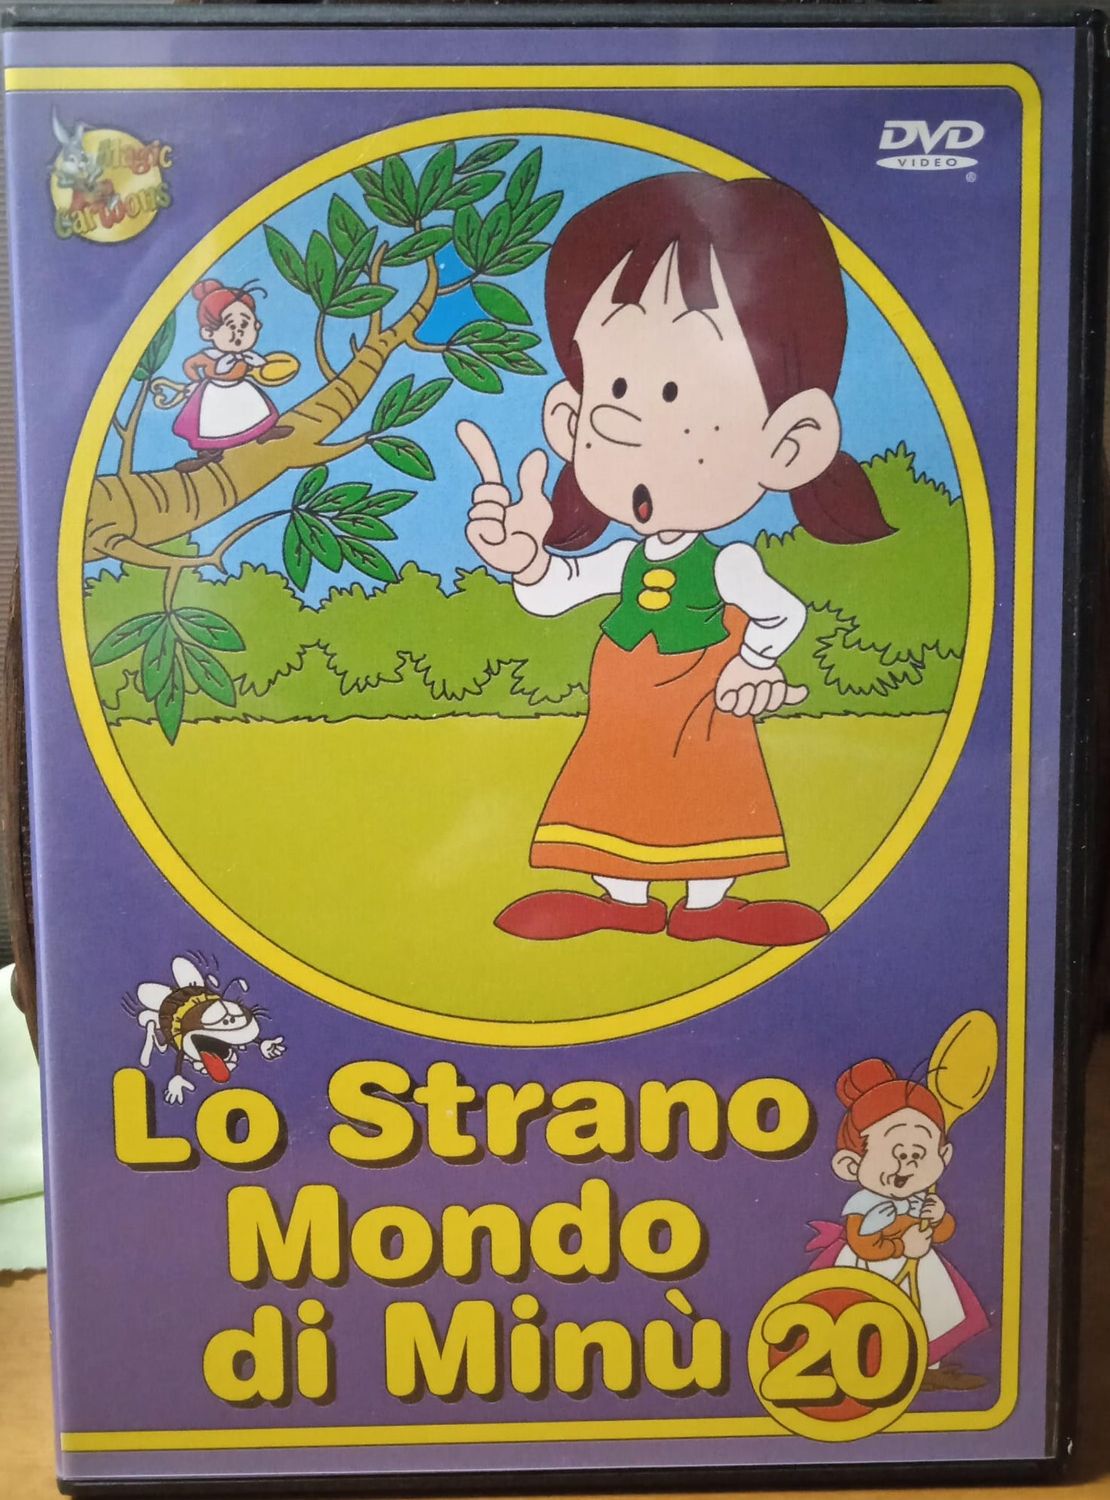 Magic
Cartoons
DVD
VIDEO
®
Lo Strano
Mondo
di Minù
20